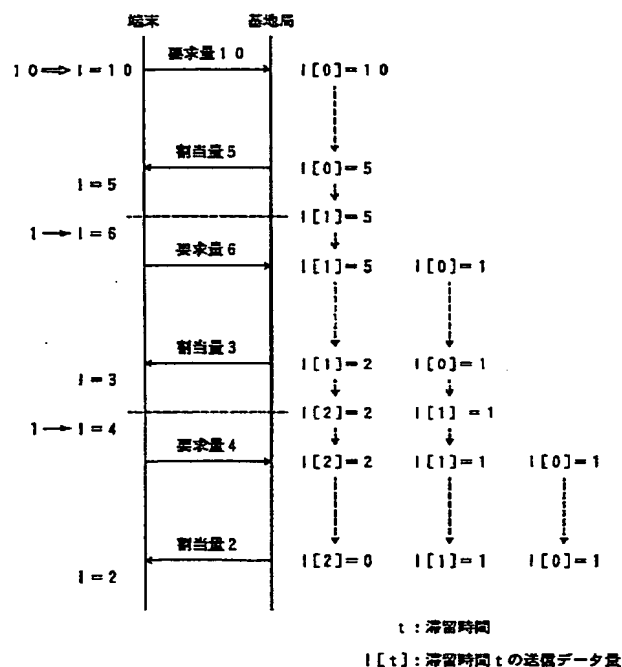 端末 基地局
10⇒l=10 要求量10 l[0]=10
割当量5 l[0]=5
l=5
l[1]=5
1→l=6
要求量6 l[1]=5 l[0]=1
割当量3 l[1]=2 l[0]=1
l=3
l[2]=2 l[1]=1
1→l=4
要求量4 l[2]=2 l[1]=1 l[0]=1
割当量2 l[2]=0 l[1]=1 l[0]=1
l=2
t:滞留時間
l[t]:滞留時間tの送信データ量